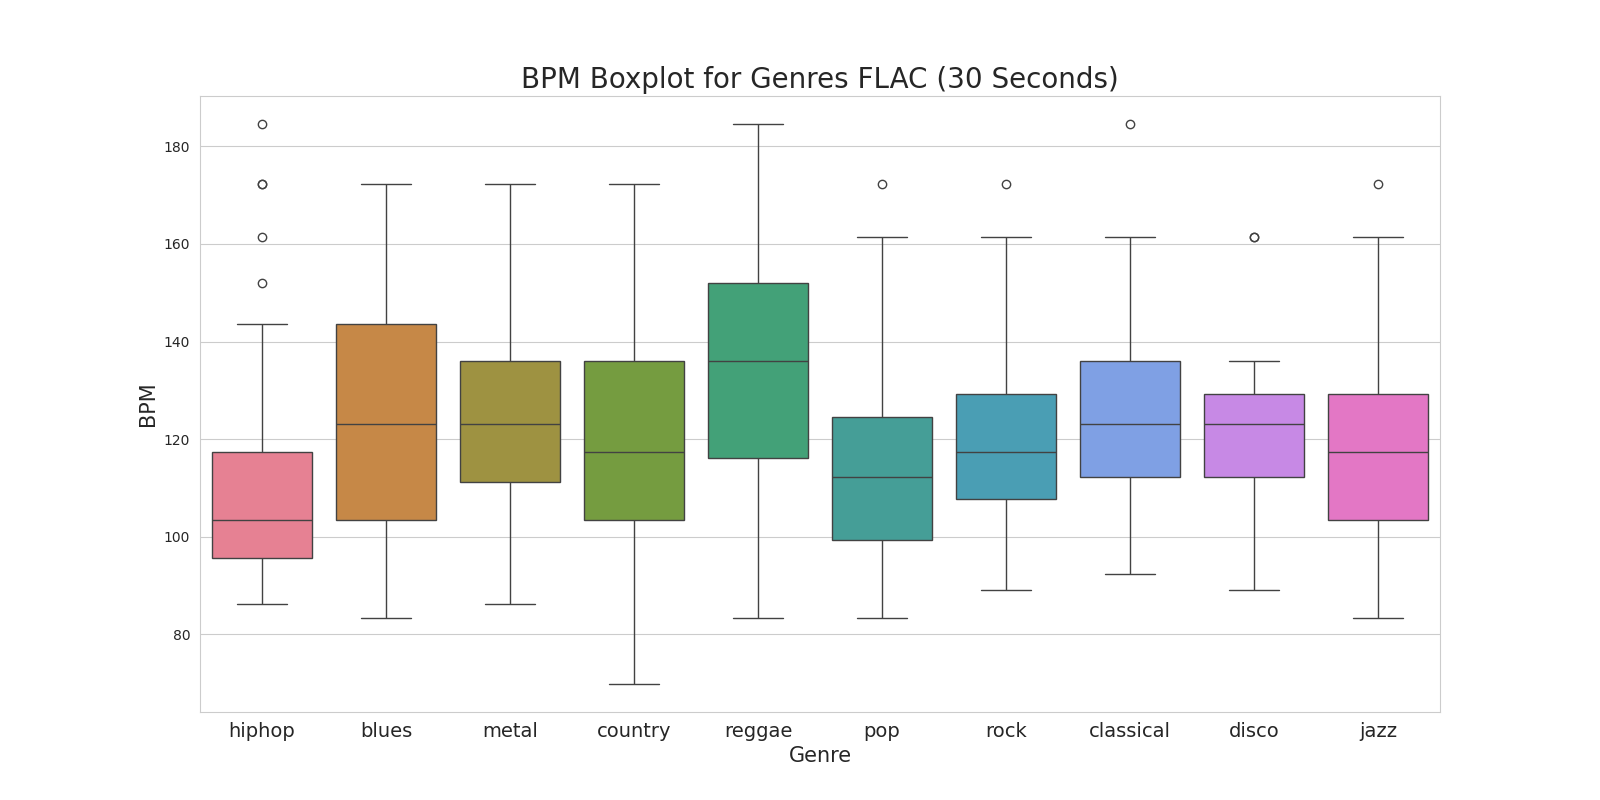 BPM Boxplot for Genres FLAC (30 Seconds)
180
160
140
120
100
80
BPM
hiphop blues metal country reggae pop rock classical disco jazz
Genre